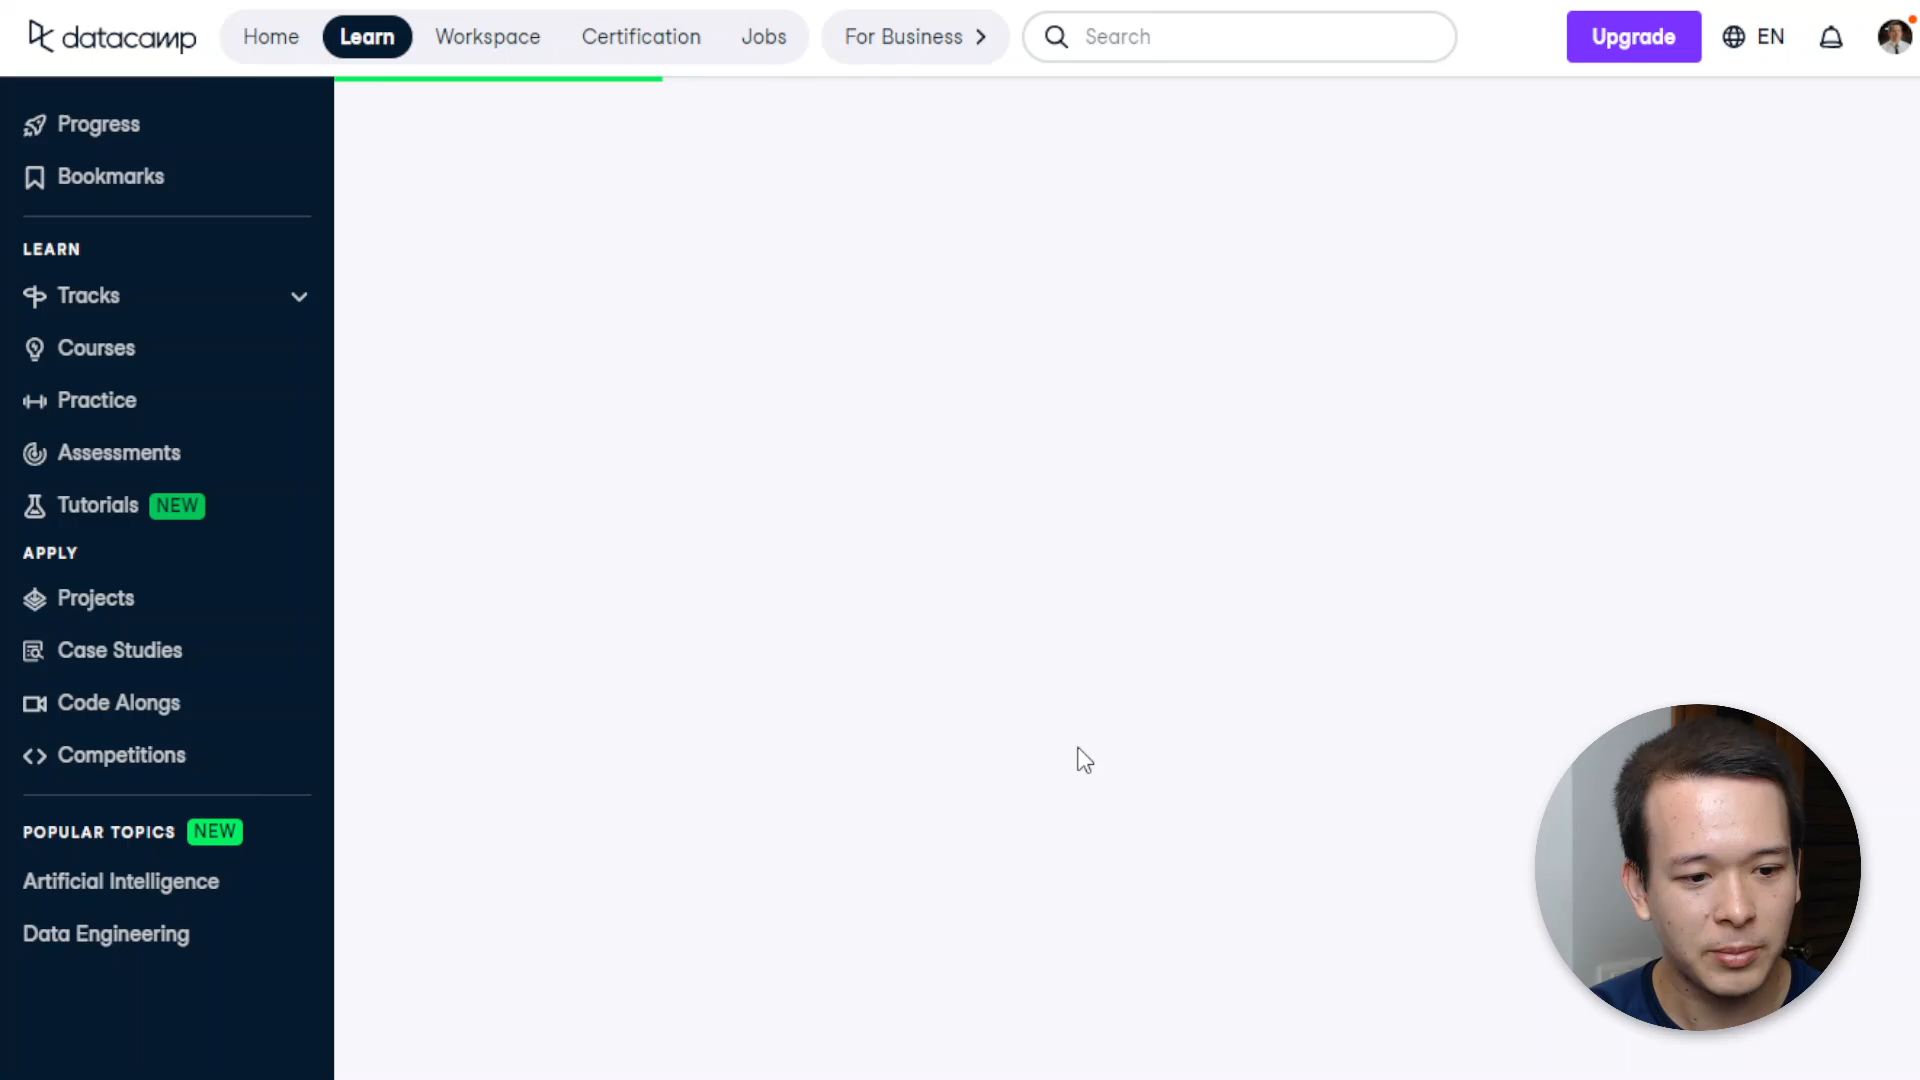 datacamp
Home
Learn
Workspace
Certification
Jobs
For Business
Search
Upgrade
EN
Progress
Bookmarks
LEARN
Tracks
Courses
Practice
Assessments
Tutorials NEW
APPLY
Projects
Case Studies
Code Alongs
Competitions
POPULAR TOPICS NEW
Artificial Intelligence
Data Engineering